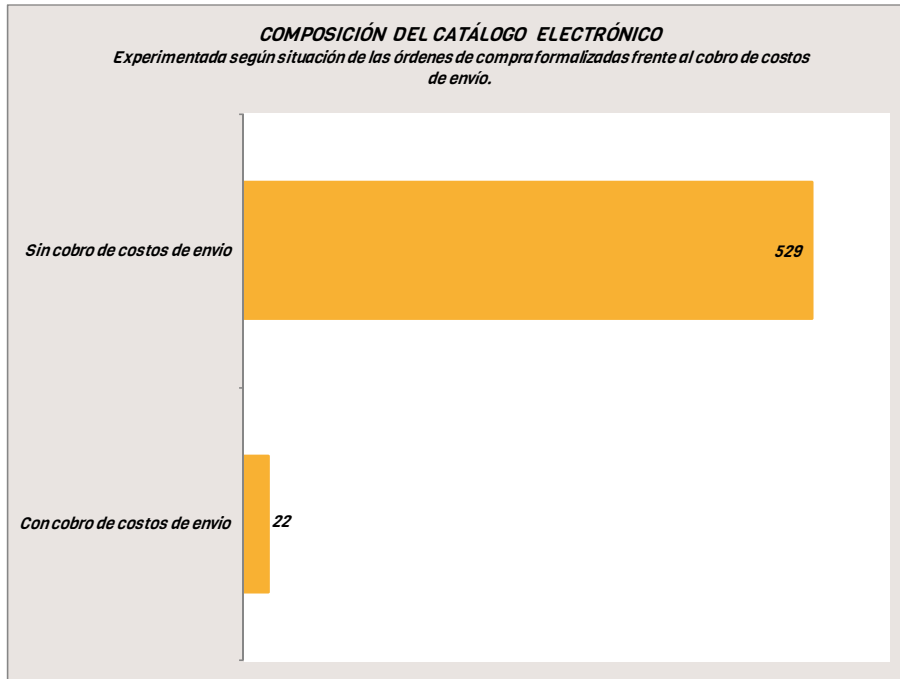 COMPOSICIÓN DEL CATÁLOGO ELECTRÓNICO
Experimentada según situación de las órdenes de compra formalizadas frente al cobro de costos
de envío.
Sin cobro de costos de envio
529
Con cobro de costos de envio
22